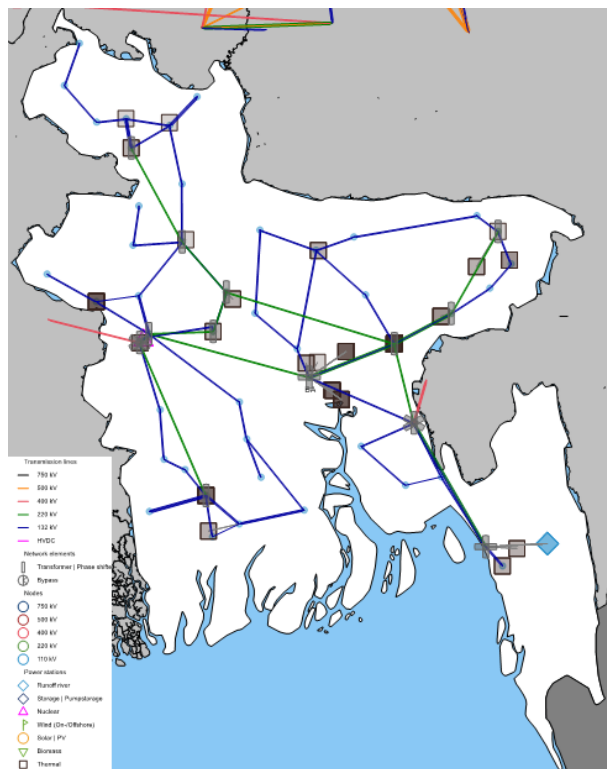 BA
Transmission lines
750 kV
500 kV
400 kV
220 kV
132 kV
HVDC
Network elements
Transformer | Phase shifte
Bypass
Nodes
750 kV
500 kV
400 kV
220 kV
110 kV
Power stations
Runoff river
Storage | Pumpstorage
Nuclear
Wind (On-/Offshore)
Solar | PV
Biomass
Thermal